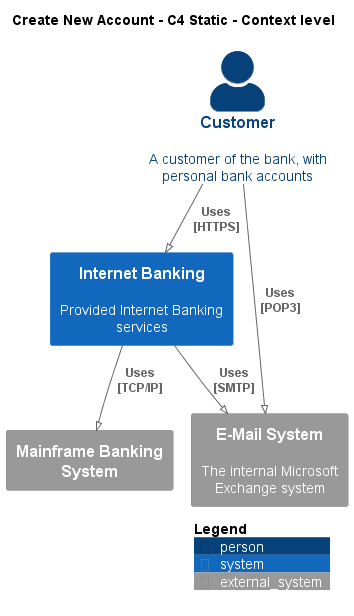 Create New Account - C4 Static - Context level
Customer
A customer of the bank, with
personal bank accounts
Uses
[HTTPS]
Internet Banking
Provided Internet Banking
services
Uses
[POP3]
Uses
[TCP/IP]
Uses
[SMTP]
Mainframe Banking
System
E-Mail System
The internal Microsoft
Exchange system
Legend
person
system
external_system